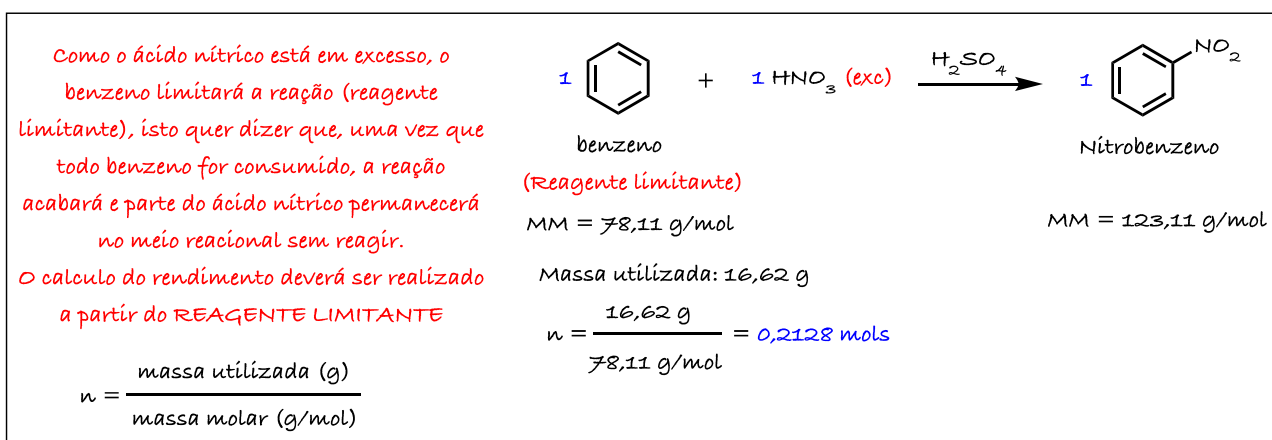 Como o ácido nítrico está em excesso, o
benzeno limitará a reação (reagente
limitante), isto quer dizer que, uma vez que
todo benzeno for consumido, a reação
acabará e parte do ácido nítrico permanecerá
no meio reacional sem reagir.
O calculo do rendimento deverá ser realizado
a partir do REAGENTE LIMITANTE
n = massa utilizada (g)
massa molar (g/mol)
1 + 1 HNO3 (exc) H2SO4 1 NO2
benzeno
(Reagente limitante)
MM = 78,11 g/mol
Massa utilizada: 16,62 g
n = 16,62 g = 0,2128 mols
78,11 g/mol
Nitrobenzeno
MM = 123,11 g/mol